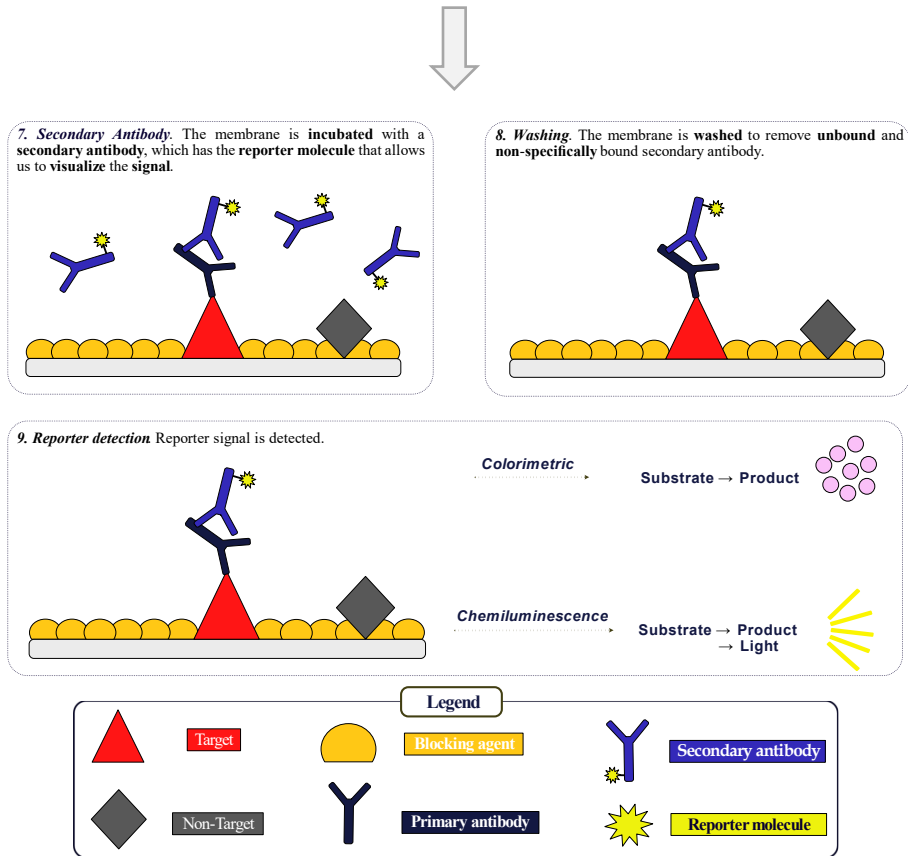 7. Secondary Antibody. The membrane is incubated with a
secondary antibody, which has the reporter molecule that allows
us to visualize the signal.
8. Washing. The membrane is washed to remove unbound and
non-specifically bound secondary antibody.
9. Reporter detection. Reporter signal is detected.
Colorimetric
Substrate → Product
Chemiluminescence
Substrate → Product
→ Light
Legend
Target
Blocking agent
Secondary antibody
Non-Target
Primary antibody
Reporter molecule